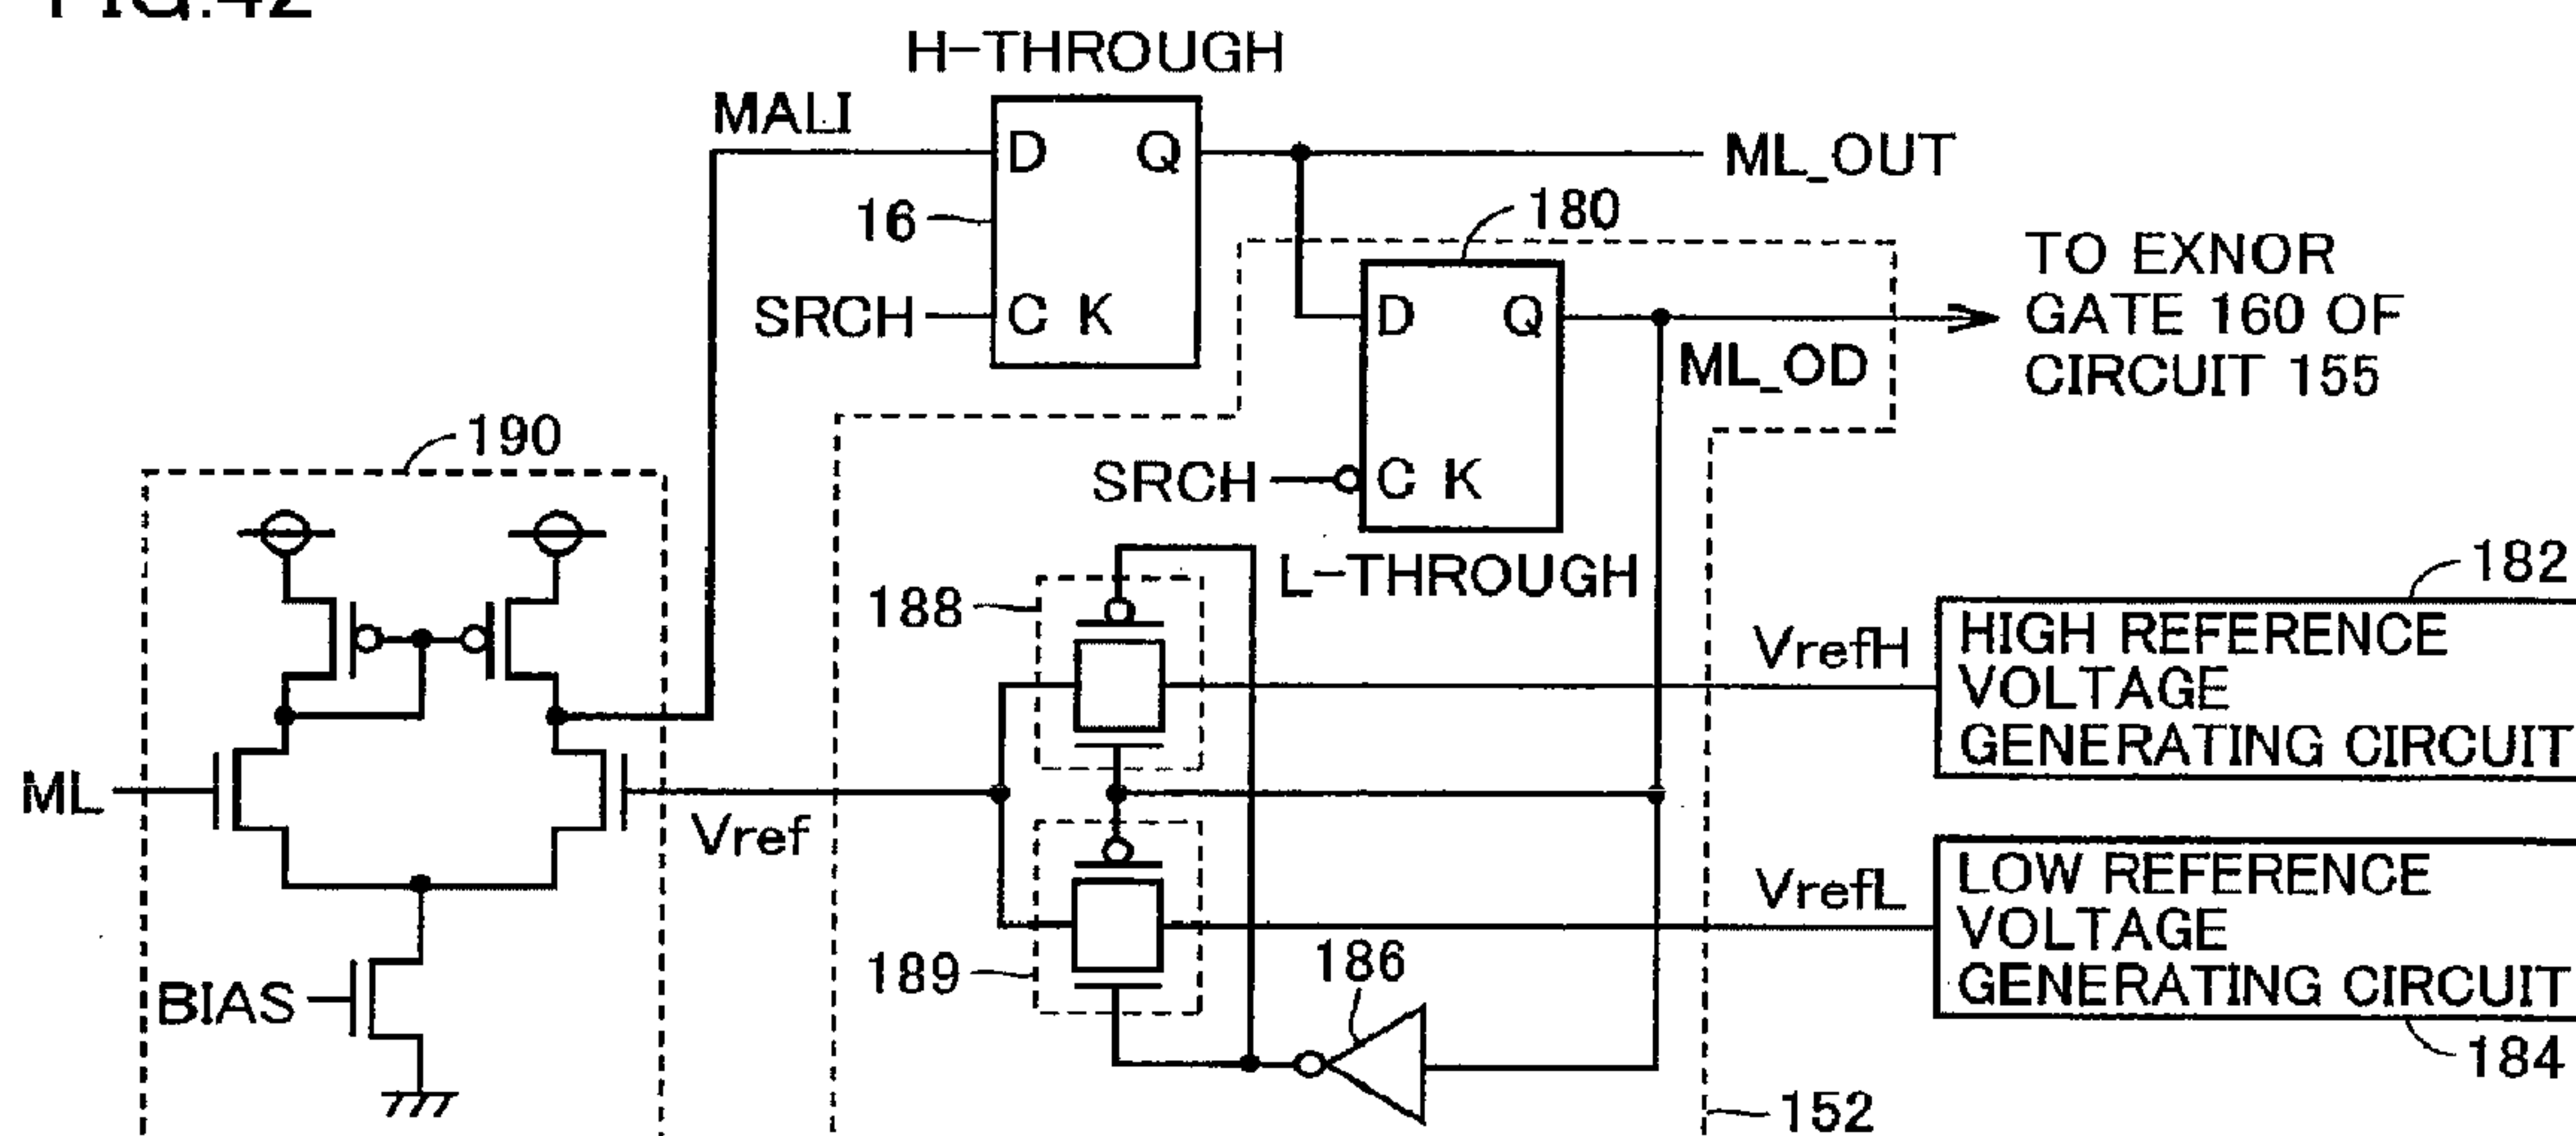 FIG.42
H-THROUGH
MALI
D Q
ML_OUT
16
180
SRCH
C K
TO EXNOR
GATE 160 OF
CIRCUIT 155
D Q
ML_OD
190
SRCH
C K
L-THROUGH
182
188
VrefH
HIGH REFERENCE
VOLTAGE
GENERATING CIRCUIT
ML
Vref
VrefL
LOW REFERENCE
VOLTAGE
GENERATING CIRCUIT
189
186
BIAS
184
152